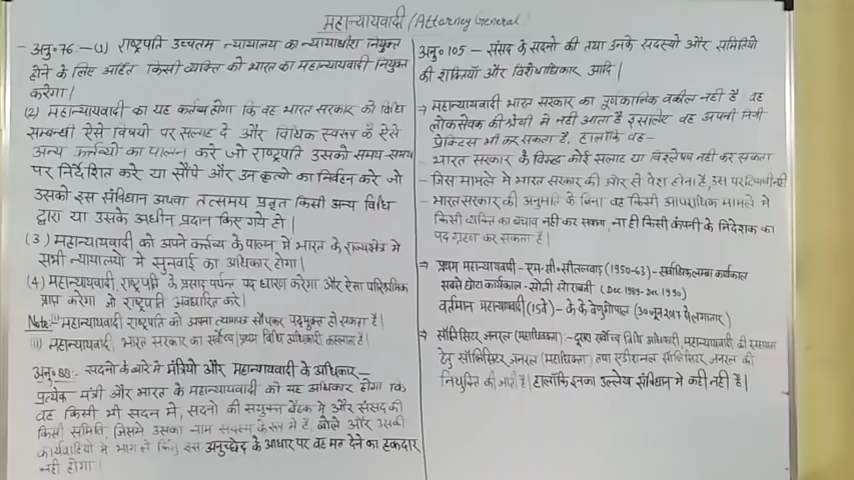 महान्यायवादी (Attorney General)
- अनु० 76 :- (1) राष्ट्रपति उच्चतम न्यायालय का न्यायाधीश नियुक्त
होने के लिए अर्हित किसी व्यक्ति को भारत का महान्यायवादी नियुक्त
करेगा।
(2) महान्यायवादी का यह कर्तव्य होगा कि वह भारत सरकार को विधि
सम्बन्धी ऐसे विषयों पर सलाह दे और विधिक स्वरूप के ऐसे
अन्य कर्तव्यों का पालन करे जो राष्ट्रपति उसको समय-समय
पर निर्देशित करे या सौंपे और उन कृत्यों का निर्वहन करे जो
उसको इस संविधान अथवा तत्समय प्रवृत किसी अन्य विधि
द्वारा या उसके अधीन प्रदान किए गये हो।
(3) महान्यायवादी को अपने कर्तव्य के पालन में भारत के राज्यक्षेत्र में
सभी न्यायालयों में सुनवाई का अधिकार होगा।
(4) महान्यायवादी, राष्ट्रपति के प्रसाद पर्यन्त पद धारण करेगा और ऐसा पारिश्रमिक
प्राप्त करेगा जो राष्ट्रपति अवधारित करे।
Note:- (i) महान्यायवादी राष्ट्रपति को अपना त्यागपत्र सौंपकर पदमुक्त हो सकता है।
(ii) महान्यायवादी, भारत सरकार का सर्वोच्च/प्रथम विधि अधिकारी कहलाता है।
अनु० 88 :- सदनों के बारे में मंत्रियों और महान्यायवादी के अधिकार -
प्रत्येक मंत्री और भारत के महान्यायवादी को यह अधिकार होगा कि
वह किसी भी सदन में, सदनों की संयुक्त बैठक में और संसद की
किसी समिति, जिसमें उसका नाम सदस्य के रूप में है, बोले और उसकी
कार्यवाहियों में भाग ले किंतु इस अनुच्छेद के आधार पर वह मत देने का हकदार
नहीं होगा।
अनु० 105 - संसद के सदनों की तथा उनके सदस्यों और समितियों
की शक्तियाँ और विशेषाधिकार आदि।
→ महान्यायवादी भारत सरकार का पूर्णकालिक वकील नहीं है वह
लोकसेवक की श्रेणी में नहीं आता है इसलिए वह अपनी निजी
प्रैक्टिस भी कर सकता है, हालाँकि वह -
- भारत सरकार के विरुद्ध कोई सलाह या विश्लेषण नहीं कर सकता
- जिस मामले में भारत सरकार की ओर से पेश होना है, उस पर टिप्पणी नहीं
- भारत सरकार की अनुमति के बिना वह किसी आपराधिक मामले में
किसी व्यक्ति का बचाव नहीं कर सकता, ना ही किसी कंपनी के निदेशक का
पद ग्रहण कर सकता है।
→ प्रथम महान्यायवादी - एम.सी. सीतलवाड़ (1950-63) - सर्वाधिक लम्बा कार्यकाल
सबसे छोटा कार्यकाल - सोली सोराबजी (Dec 1989-Dec 1990)
वर्तमान महान्यायवादी (15वे) - के के वेणुगोपाल (30 जून 2017 से लगातार)
→ सॉलिसिटर जनरल (महाधिवक्ता) :- दूसरा सर्वोच्च विधि अधिकारी, महान्यायवादी की सहायता
हेतु सॉलिसिटर जनरल (महाधिवक्ता) तथा एडीशनल सॉलिसिटर जनरल की
नियुक्ति की जाती है। हालाँकि इनका उल्लेख संविधान में कही नहीं है।